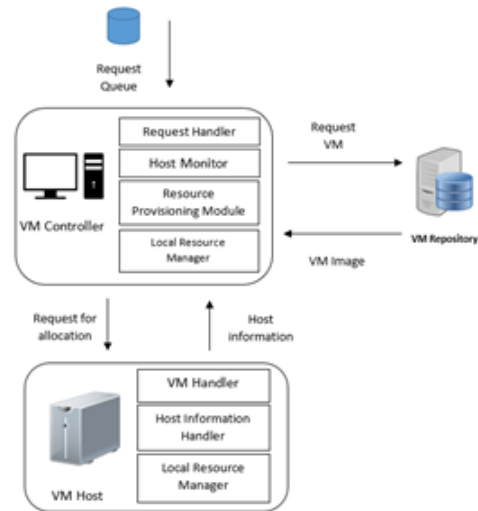 Request
Queue
Request Handler
Host Monitor
Resource
Provisioning Module
Local Resource
Manager
VM Controller
Request
VM
VM Repository
VM Image
Request for
allocation
Host
information
VM Handler
Host Information
Handler
Local Resource
Manager
VM Host